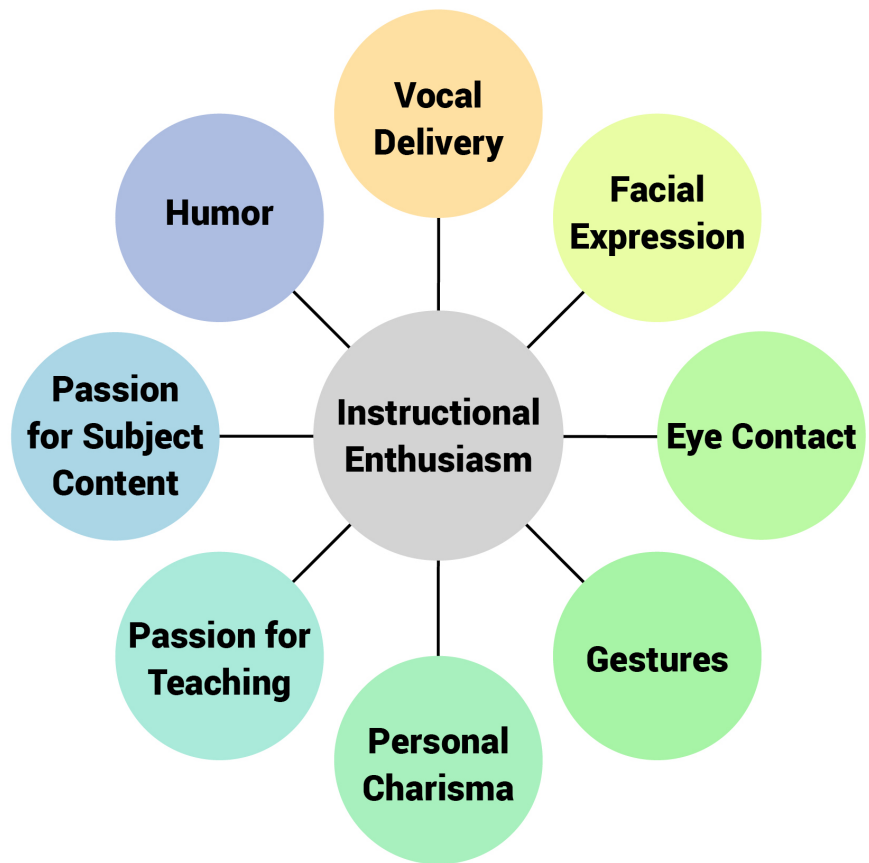 Vocal
Delivery
Facial
Expression
Eye Contact
Gestures
Personal
Charisma
Passion for
Teaching
Passion
for Subject
Content
Humor
Instructional
Enthusiasm